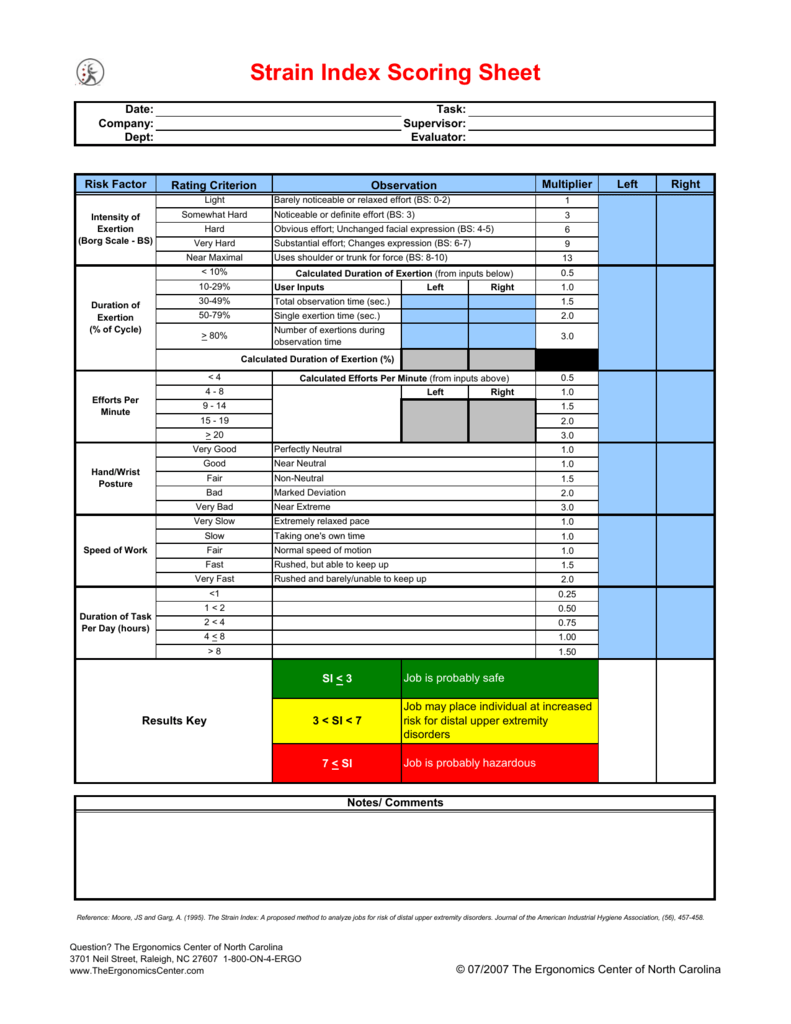 Strain Index Scoring Sheet
Date: Task:
Company: Supervisor:
Dept: Evaluator:
Risk Factor Rating Criterion Observation Multiplier Left Right
Intensity of Exertion (Borg Scale - BS)
Light Barely noticeable or relaxed effort (BS: 0-2) 1
Somewhat Hard Noticeable or definite effort (BS: 3) 3
Hard Obvious effort; Unchanged facial expression (BS: 4-5) 6
Very Hard Substantial effort; Changes expression (BS: 6-7) 9
Near Maximal Uses shoulder or trunk for force (BS: 8-10) 13
Duration of Exertion (% of Cycle)
< 10% Calculated Duration of Exertion (from inputs below) 0.5
10-29% User Inputs Left Right 1.0
30-49% Total observation time (sec.) 1.5
50-79% Single exertion time (sec.) 2.0
≥ 80% Number of exertions during observation time 3.0
Calculated Duration of Exertion (%)
Efforts Per Minute
< 4 Calculated Efforts Per Minute (from inputs above) 0.5
4 - 8 Left Right 1.0
9 - 14 1.5
15 - 19 2.0
≥ 20 3.0
Hand/Wrist Posture
Very Good Perfectly Neutral 1.0
Good Near Neutral 1.0
Fair Non-Neutral 1.5
Bad Marked Deviation 2.0
Very Bad Near Extreme 3.0
Speed of Work
Very Slow Extremely relaxed pace 1.0
Slow Taking one's own time 1.0
Fair Normal speed of motion 1.0
Fast Rushed, but able to keep up 1.5
Very Fast Rushed and barely/unable to keep up 2.0
Duration of Task Per Day (hours)
<1 0.25
1 < 2 0.50
2 < 4 0.75
4 ≤ 8 1.00
> 8 1.50
Results Key
SI ≤ 3 Job is probably safe
3 < SI < 7 Job may place individual at increased risk for distal upper extremity disorders
7 ≤ SI Job is probably hazardous
Notes/ Comments
Reference: Moore, JS and Garg, A. (1995). The Strain Index: A proposed method to analyze jobs for risk of distal upper extremity disorders. Journal of the American Industrial Hygiene Association, (56), 457-458.
Question? The Ergonomics Center of North Carolina
3701 Neil Street, Raleigh, NC 27607 1-800-ON-4-ERGO
www.TheErgonomicsCenter.com
© 07/2007 The Ergonomics Center of North Carolina